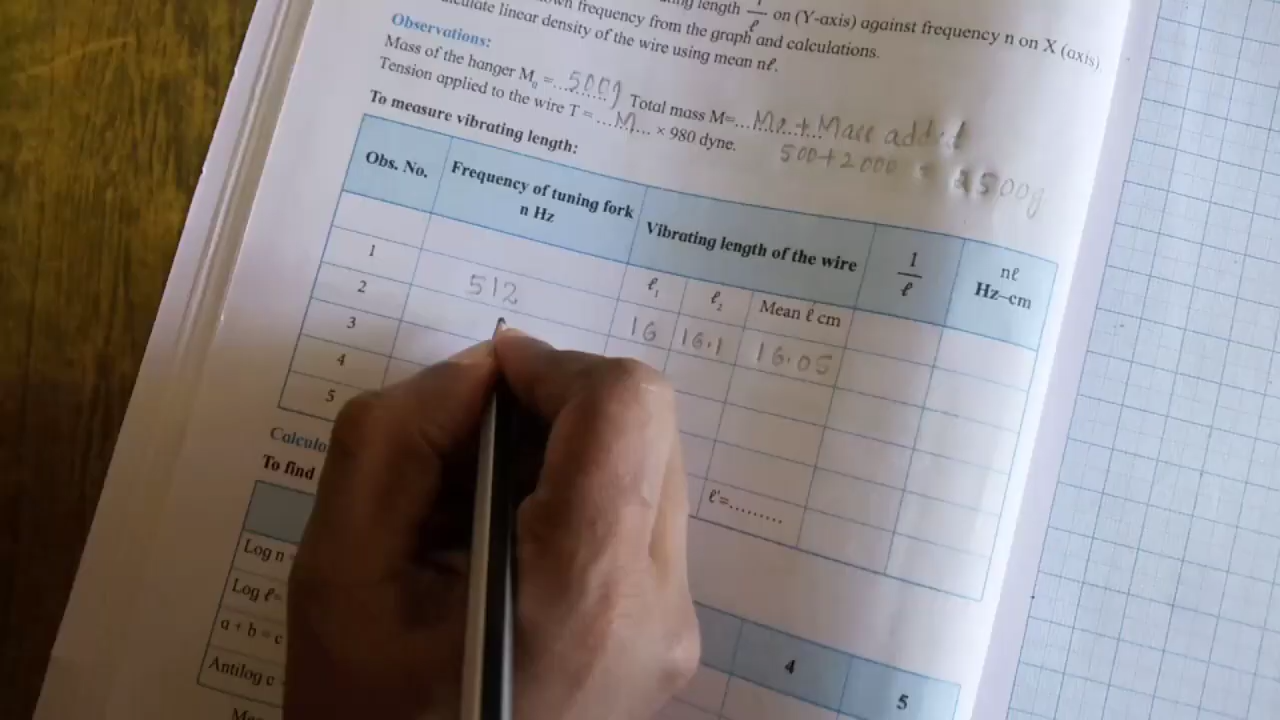 ing length 1/ℓ on (Y-axis) against frequency n on X (axis).
frequency from the graph and calculations.
linear density of the wire using mean nℓ.
Observations:
Mass of the hanger M₀ = ...500g Total mass M=...M₀ + Mass added
Tension applied to the wire T = ...M... × 980 dyne. 500+2000 = 2500g
To measure vibrating length:
Obs. No. Frequency of tuning fork n Hz Vibrating length of the wire 1/ℓ nℓ Hz–cm
ℓ₁ ℓ₂ Mean ℓ cm
1 512 16 16.1 16.05
2
3
4
5 ℓ'=.........
To find
4 5
Log n =
Log ℓ=
a + b = c
Antilog c